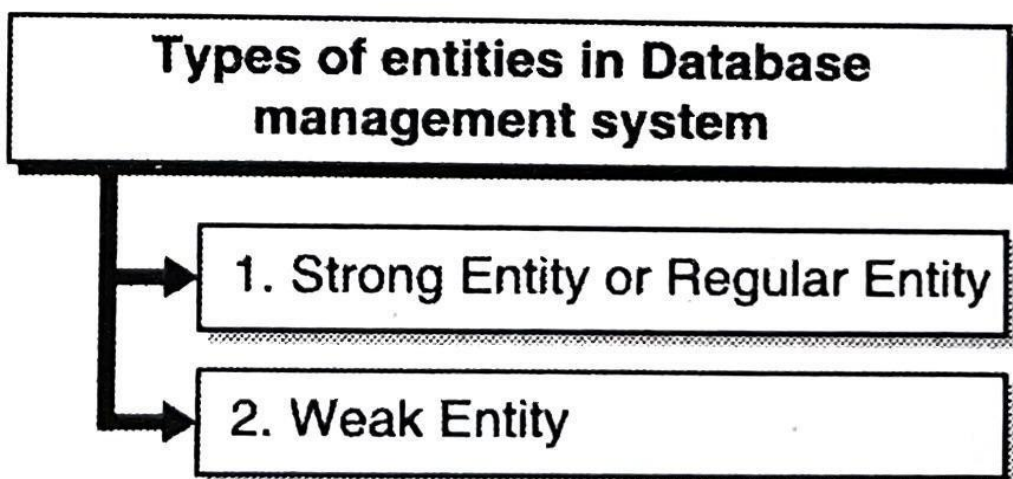 Types of entities in Database
management system
1. Strong Entity or Regular Entity
2. Weak Entity